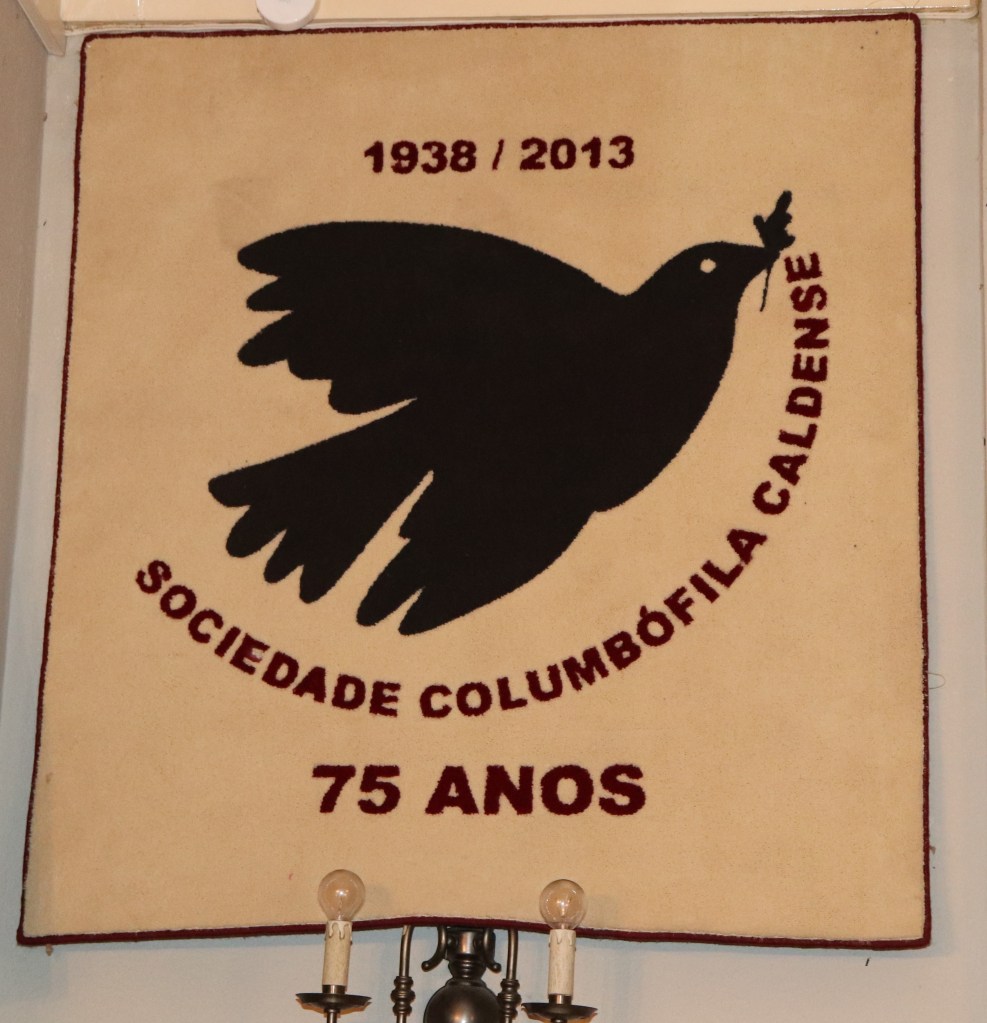 1938 / 2013
SOCIEDADE COLUMBÓFILA CALDENSE
75 ANOS